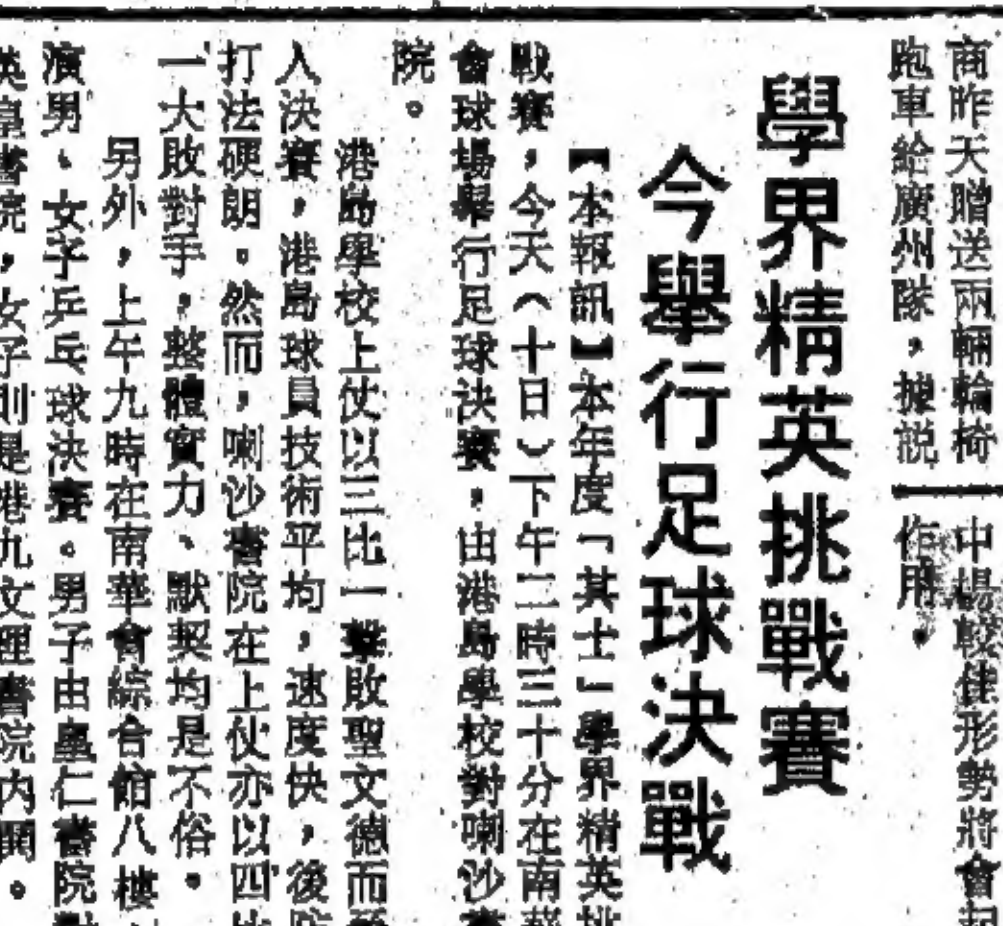 商昨天贈送兩輛輪椅
跑車給廣州隊，據説
中場較佳形勢將會起
作用。
學界精英挑戰賽
今舉行足球決戰
【本報訊】本年度「其士」學界精英挑
戰賽，今天（十日）下午二時三十分在南華
會球場舉行足球決賽，由港島學校對喇沙書
院。
港島學校上仗以三比一擊敗聖文德而
入決賽，港島球員技術平均，速度快，後防
打法硬朗。然而，喇沙書院在上仗亦以四比
一大敗對手，整體實力、默契均是不俗。
另外，上午九時在南華會綜合館八樓
演男、女子乒乓球決賽。男子由皇仁書院對
英皇書院，女子則是港九文理書院内鬨。